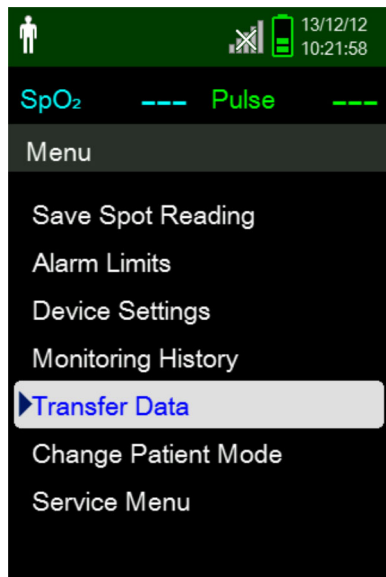 13/12/12
10:21:58
SpO₂ --- Pulse ---
Menu
Save Spot Reading
Alarm Limits
Device Settings
Monitoring History
Transfer Data
Change Patient Mode
Service Menu